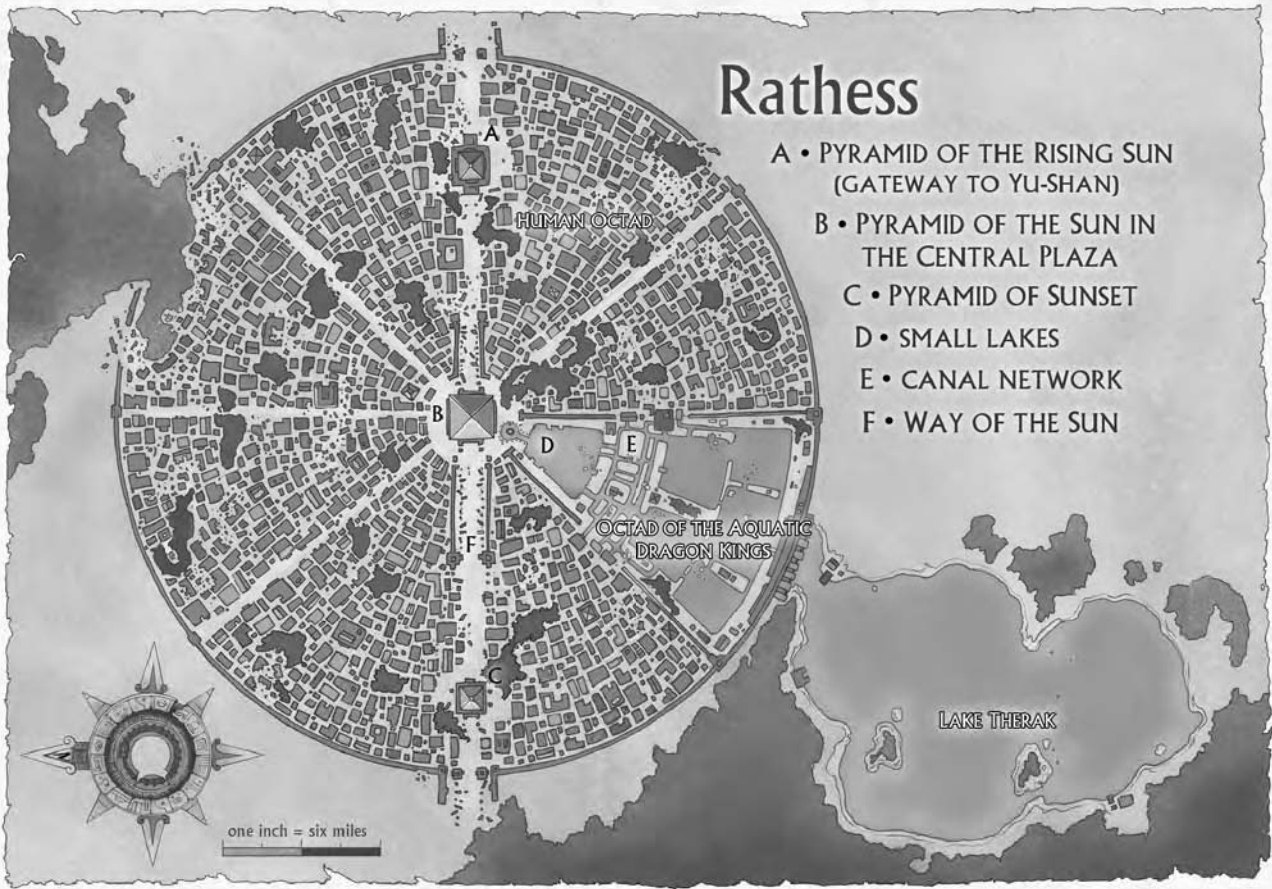 Rathess
A • PYRAMID OF THE RISING SUN
(GATEWAY TO YU-SHAN)
B • PYRAMID OF THE SUN IN
THE CENTRAL PLAZA
C • PYRAMID OF SUNSET
D • SMALL LAKES
E • CANAL NETWORK
F • WAY OF THE SUN
A
HUMAN OCTAD
B
D
E
OCTAD OF THE AQUATIC
DRAGON KINGS
F
C
LAKE THERAK
N
one inch = six miles